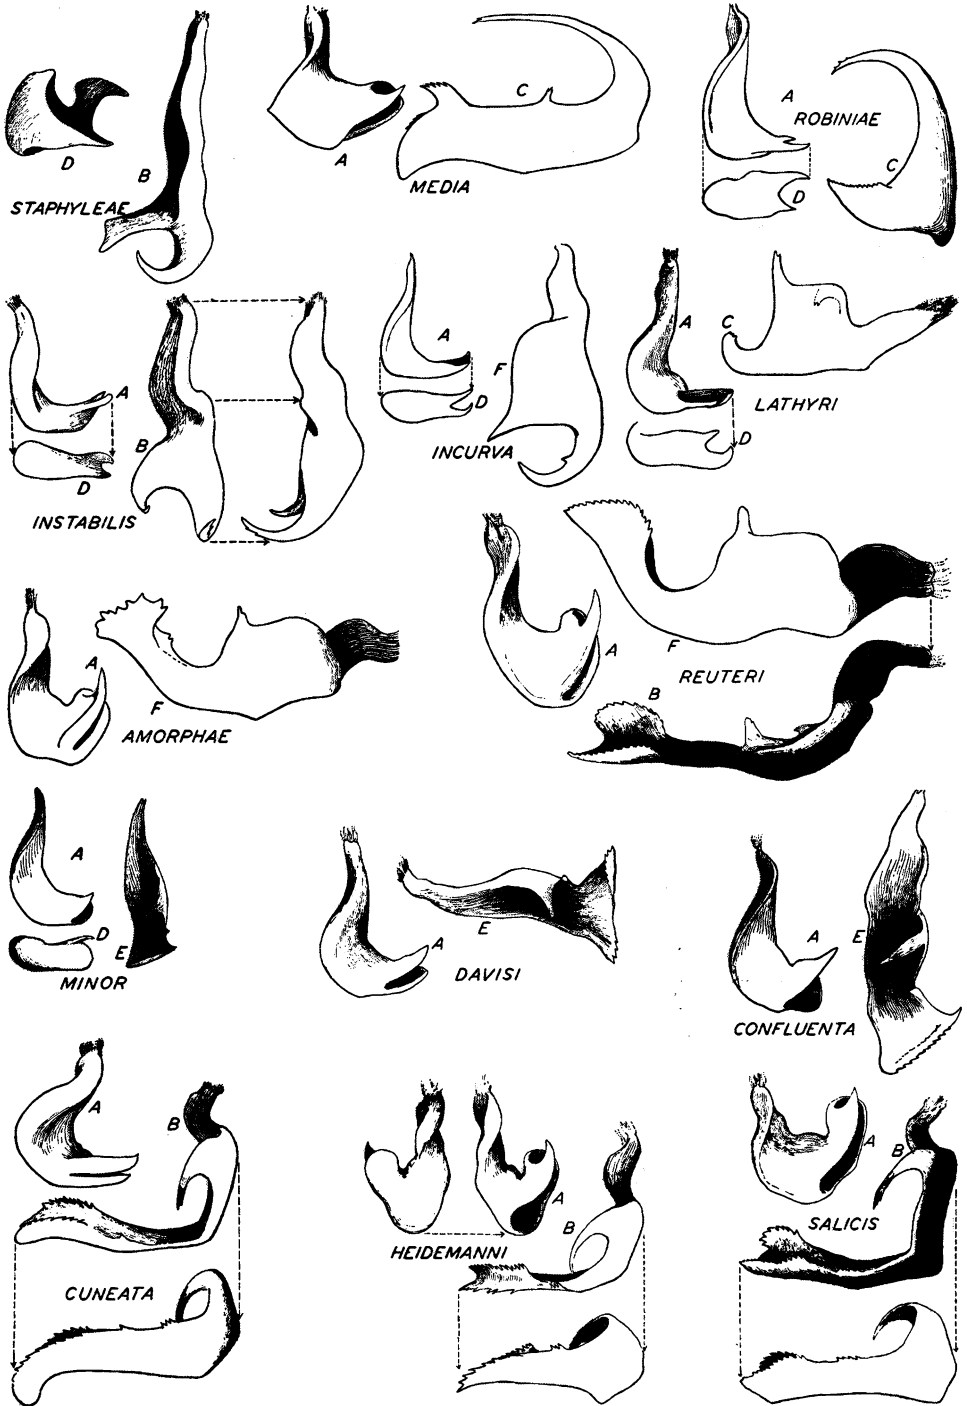 D
B
STAPHYLEAE
A
C
MEDIA
A
ROBINIAE
C
D
A
B
D
INSTABILIS
A
F
D
INCURVA
A
C
D
LATHYRI
A
F
AMORPHAE
A
F
REUTERI
B
A
D
E
MINOR
A
E
DAVISI
A
E
CONFLUENTA
A
B
CUNEATA
A
B
HEIDEMANNI
A
B
SALICIS